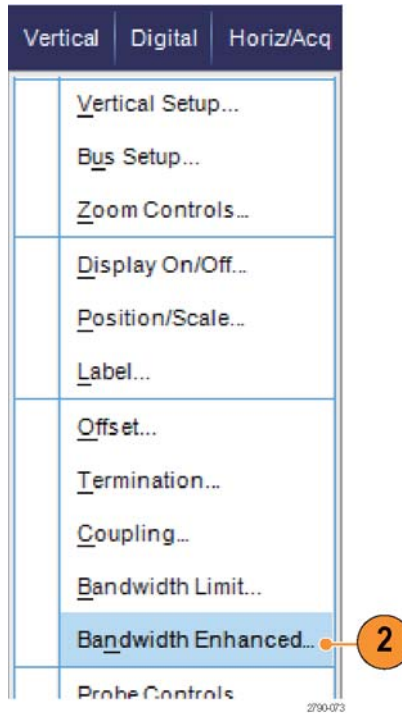 Vertical Digital Horiz/Acq
Vertical Setup...
Bus Setup...
Zoom Controls...
Display On/Off...
Position/Scale...
Label...
Offset...
Termination...
Coupling...
Bandwidth Limit...
Bandwidth Enhanced...
2
Probe Controls
2790-073